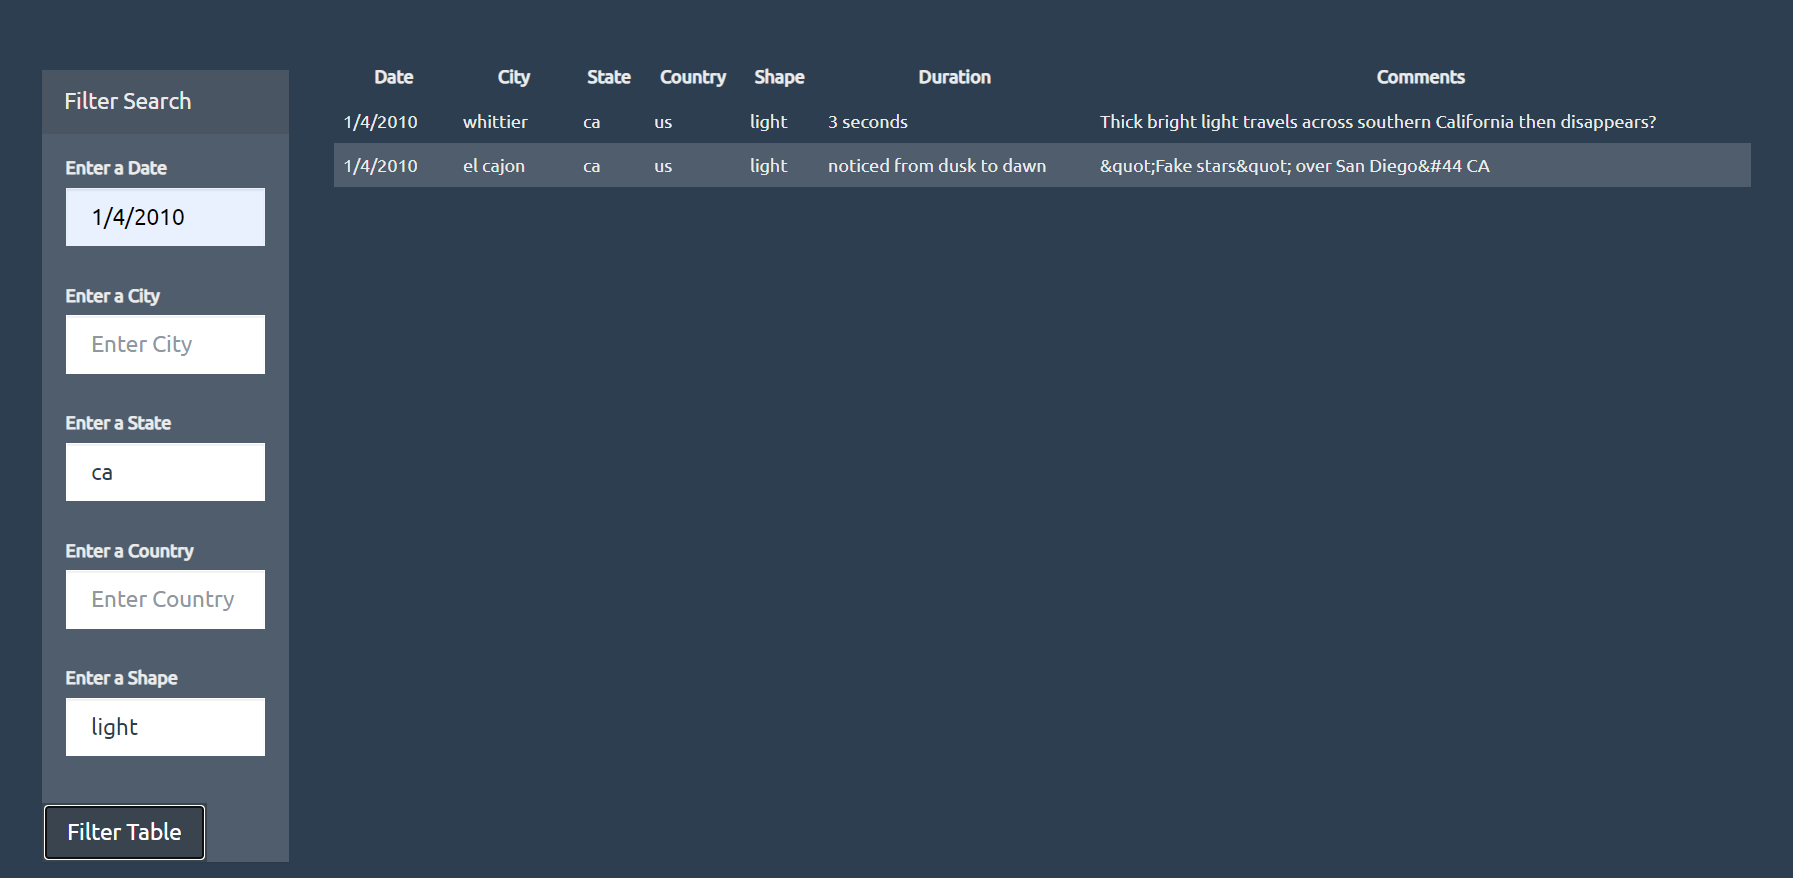 Filter Search
Enter a Date
1/4/2010
Enter a City
Enter City
Enter a State
ca
Enter a Country
Enter Country
Enter a Shape
light
Filter Table
Date City State Country Shape Duration Comments
1/4/2010 whittier ca us light 3 seconds Thick bright light travels across southern California then disappears?
1/4/2010 el cajon ca us light noticed from dusk to dawn &quot;Fake stars&quot; over San Diego&#44 CA